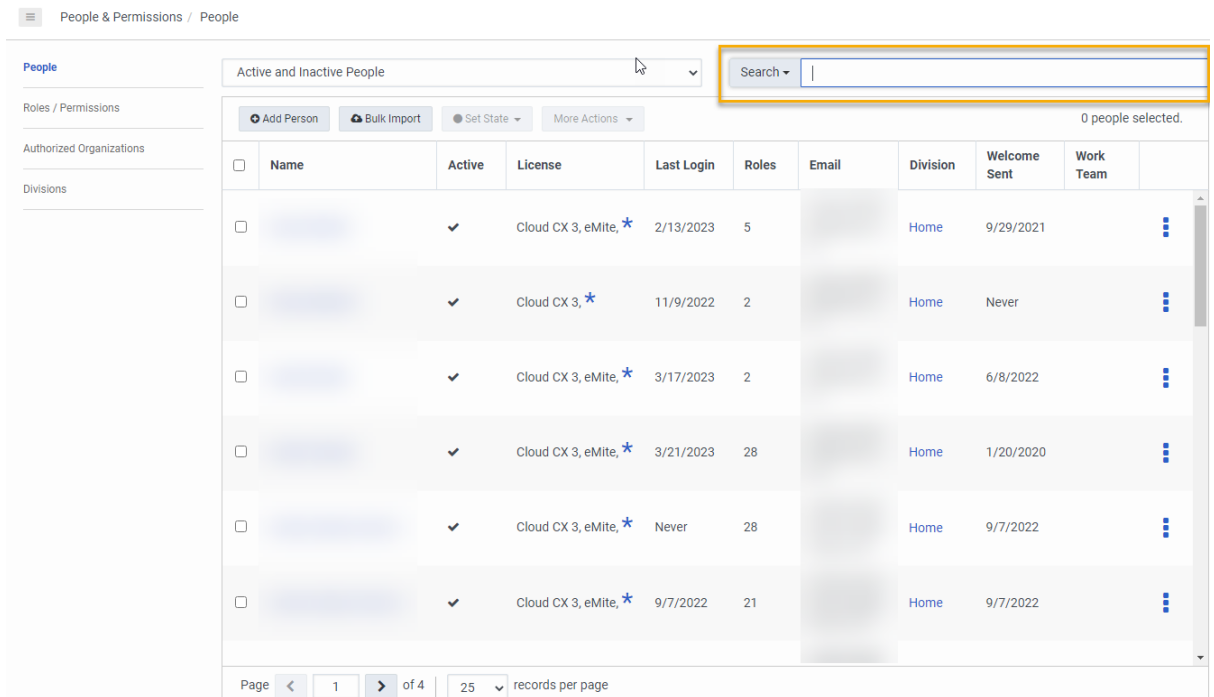 People & Permissions / People
People
Roles / Permissions
Authorized Organizations
Divisions
Active and Inactive People
Search
Add Person Bulk Import Set State More Actions 0 people selected.
Name Active License Last Login Roles Email Division Welcome Sent Work Team
Cloud CX 3, eMite, * 2/13/2023 5 Home 9/29/2021
Cloud CX 3, * 11/9/2022 2 Home Never
Cloud CX 3, eMite, * 3/17/2023 2 Home 6/8/2022
Cloud CX 3, eMite, * 3/21/2023 28 Home 1/20/2020
Cloud CX 3, eMite, * Never 28 Home 9/7/2022
Cloud CX 3, eMite, * 9/7/2022 21 Home 9/7/2022
Page 1 of 4 25 records per page